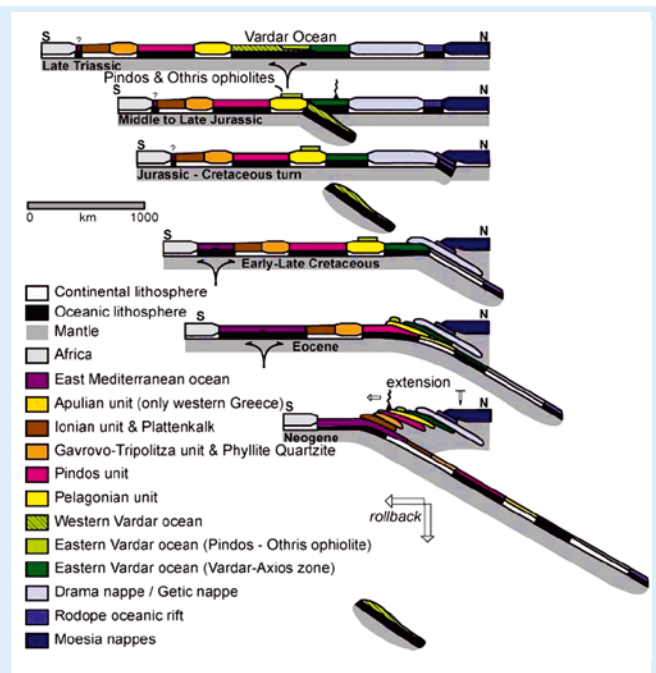 Vardar Ocean
S N
Late Triassic
Pindos & Othris ophiolites
S ? N
Middle to Late Jurassic
S ? N
Jurassic - Cretaceous turn
0 km 1000
S N
Early-Late Cretaceous
Continental lithosphere
Oceanic lithosphere
Mantle
S N
Eocene
Africa
East Mediterranean ocean
extension
Apulian unit (only western Greece)
S N
Ionian unit & Plattenkalk
Neogene
Gavrovo-Tripolitza unit & Phyllite Quartzite
Pindos unit
Pelagonian unit
rollback
Western Vardar ocean
Eastern Vardar ocean (Pindos - Othris ophiolite)
Eastern Vardar ocean (Vardar-Axios zone)
Drama nappe / Getic nappe
Rodope oceanic rift
Moesia nappes